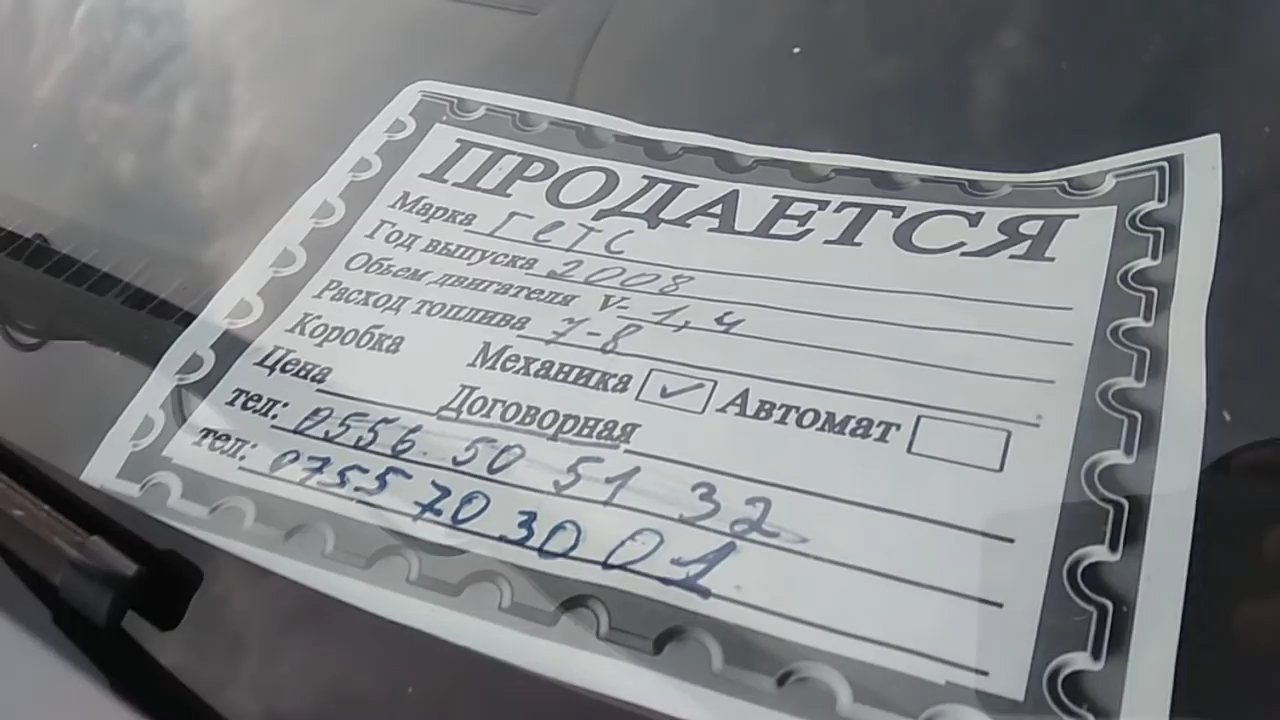 ПРОДАЕТСЯ
Марка Гетс
Год выпуска 2008
Объем двигателя V- 1,4
Расход топлива 7-8
Коробка Механика ✓ Автомат
Цена Договорная
тел: 0556 50 51 32
тел: 0755 70 30 01